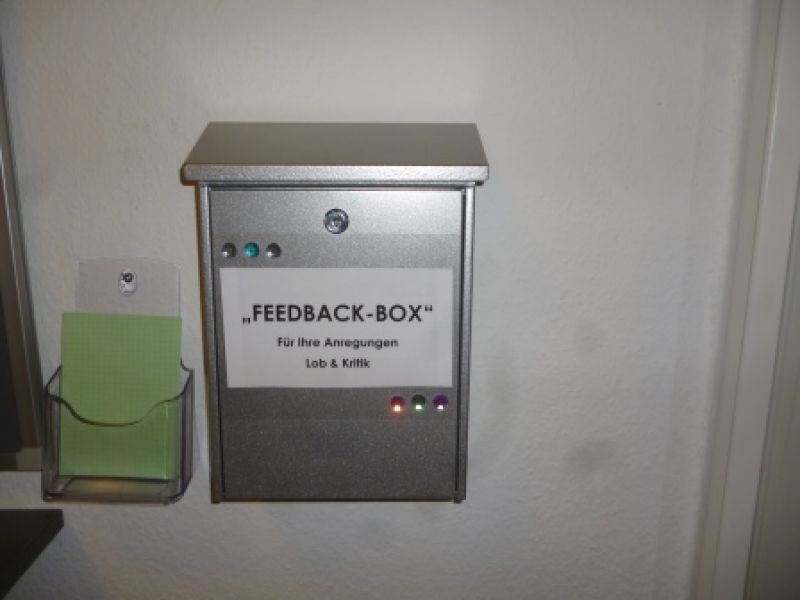 „FEEDBACK-BOX“
Für Ihre Anregungen
Lob & Kritik